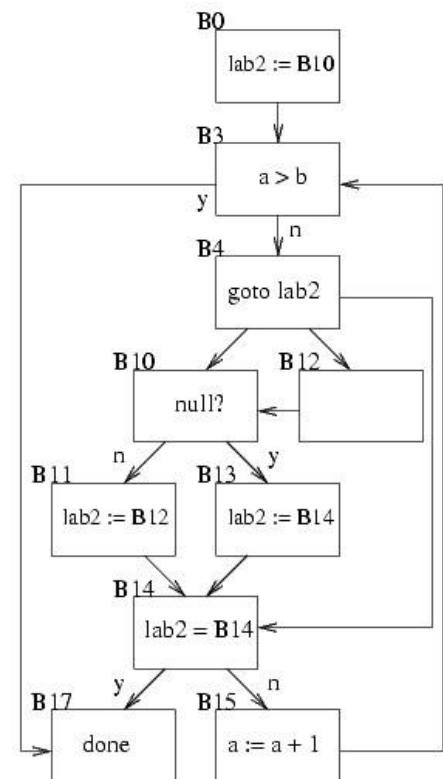 B0
lab2 := B10
B3
a > b
y
n
B4
goto lab2
B10
B12
null?
n
y
B11
B13
lab2 := B12
lab2 := B14
B14
lab2 = B14
y
n
B17
B15
done
a := a + 1